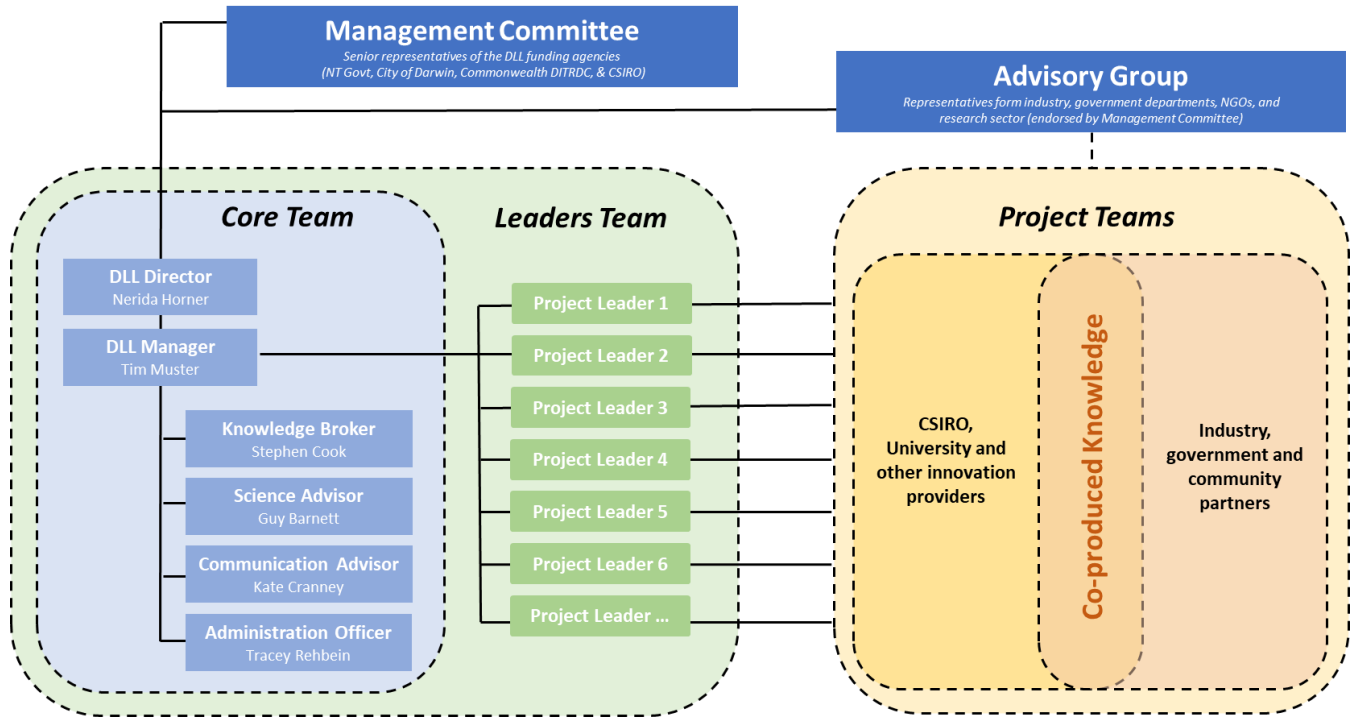 Management Committee
Senior representatives of the DLL funding agencies
(NT Govt, City of Darwin, Commonwealth DITRDC, & CSIRO)
Advisory Group
Representatives form industry, government departments, NGOs, and
research sector (endorsed by Management Committee)
Core Team
DLL Director
Nerida Horner
DLL Manager
Tim Muster
Knowledge Broker
Stephen Cook
Science Advisor
Guy Barnett
Communication Advisor
Kate Cranney
Administration Officer
Tracey Rehbein
Leaders Team
Project Leader 1
Project Leader 2
Project Leader 3
Project Leader 4
Project Leader 5
Project Leader 6
Project Leader ...
Project Teams
CSIRO,
University and
other innovation
providers
Co-produced Knowledge
Industry,
government and
community
partners